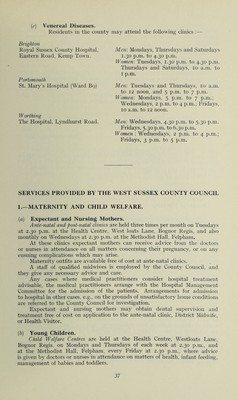 (c) Venereal Diseases.
Residents in the county may attend the following clinics :—
Brighton
Royal Sussex County Hospital, Eastern Road, Kemp Town.
Men: Mondays, Thursdays and Saturdays 1.30 p.m. to 4.30 p.m.
Women: Tuesdays, 1.30 p.m. to 4.30 p.m. Thursdays and Saturdays, 10 a.m. to 1 p.m.
Portsmouth
St. Mary's Hospital (Ward B5)
Men: Tuesdays and Thursdays, 10 a.m. to 12 noon, and 5 p.m. to 7 p.m.
Women: Mondays, 5 p.m. to 7 p.m.; Wednesdays, 2 p.m. to 4 p.m.; Fridays, 10 a.m. to 12 noon.
Worthing
The Hospital, Lyndhurst Road.
Men: Wednesdays, 4.30 p.m. to 5.30 p.m. Fridays, 5.30 p.m. to 6.30 p.m.
Women: Wednesdays, 2 p.m. to 4 p.m.; Fridays, 3 p.m. to 5 p.m.
SERVICES PROVIDED BY THE WEST SUSSEX COUNTY COUNCIL
I.—MATERNITY AND CHILD WELFARE.
(a) Expectant and Nursing Mothers.
Ante-natal and post-natal clinics are held three times per month on Tuesdays
at 2.30 p.m. at the Health Centre, West loats Lane, Bognor Regis, and also
monthly on Wednesdays at 2.30 p.m. at the Methodist Hall, Felpham.
At these clinics expectant mothers can receive advice from the doctors
or nurses in attendance on all matters concerning their pregnancy, or on any
ensuing complications which may arise.
Maternity outfits are available free of cost at ante-natal clinics.
A staff of qualified midwives is employed by the County Council, and
they give any necessary advice and care.
Any cases where medical practitioners consider hospital treatment
advisable, the medical practitioners arrange with the Hospital Management
Committee for the admission of the patients. Arrangements for admission
to hospital in other cases, e.g., on the grounds of unsatisfactory home conditions
are referred to the County Council for investigation.
Expectant and nursing mothers may obtain dental supervision and
treatment free of cost on application to the ante-natal clinic, District Midwife,
or Health Visitor.
(b) Young Children.
Child Welfare Centres are held at the Health Centre, Westloats Lane,
Bognor Regis, on Mondays and Thursdays of each week at 2.30 p.m., and
at the Methodist Hall, Felpham, every Friday at 2.30 p.m., where advice
is given by doctors or nurses in attendance on matters of health, infant feeding,
management of babies and toddlers.
37